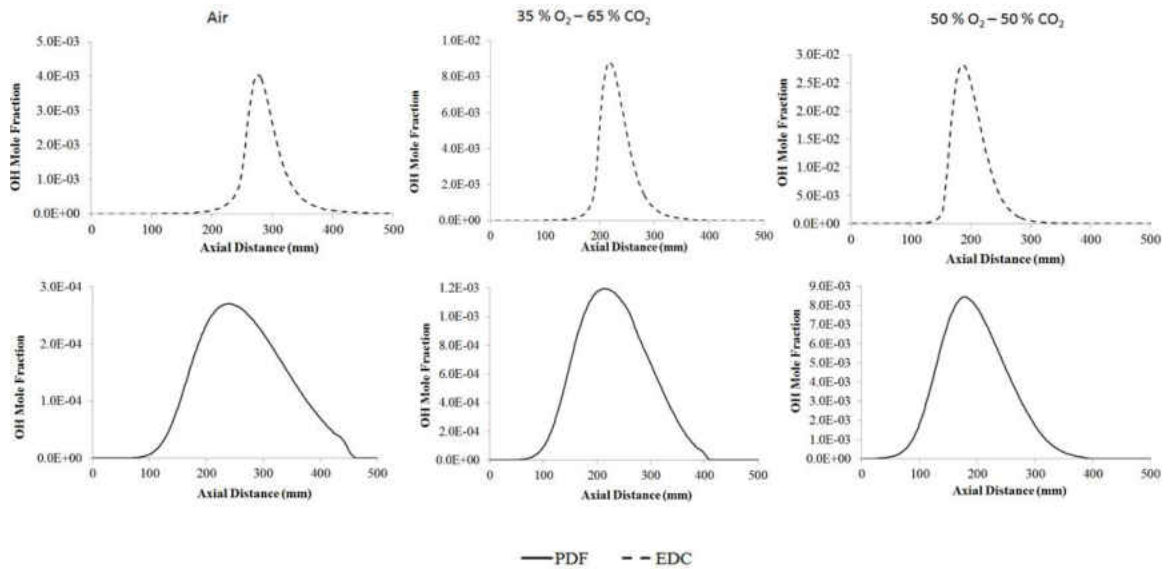 Air
35 % O₂ – 65 % CO₂
50 % O₂ – 50 % CO₂
OH Mole Fraction
5.0E-03
4.0E-03
3.0E-03
2.0E-03
1.0E-03
0.0E+00
0 100 200 300 400 500
Axial Distance (mm)
OH Mole Fraction
1.0E-02
8.0E-03
6.0E-03
4.0E-03
2.0E-03
0.0E+00
0 100 200 300 400 500
Axial Distance (mm)
OH Mole Fraction
3.0E-02
2.5E-02
2.0E-02
1.5E-02
1.0E-02
5.0E-03
0.0E+00
0 100 200 300 400 500
Axial Distance (mm)
OH Mole Fraction
3.0E-04
2.0E-04
1.0E-04
0.0E+00
0 100 200 300 400 500
Axial Distance (mm)
OH Mole Fraction
1.2E-03
1.0E-03
8.0E-04
6.0E-04
4.0E-04
2.0E-04
0.0E+00
0 100 200 300 400 500
Axial Distance (mm)
OH Mole Fraction
9.0E-03
8.0E-03
7.0E-03
6.0E-03
5.0E-03
4.0E-03
3.0E-03
2.0E-03
1.0E-03
0.0E+00
0 100 200 300 400 500
Axial Distance (mm)
PDF EDC